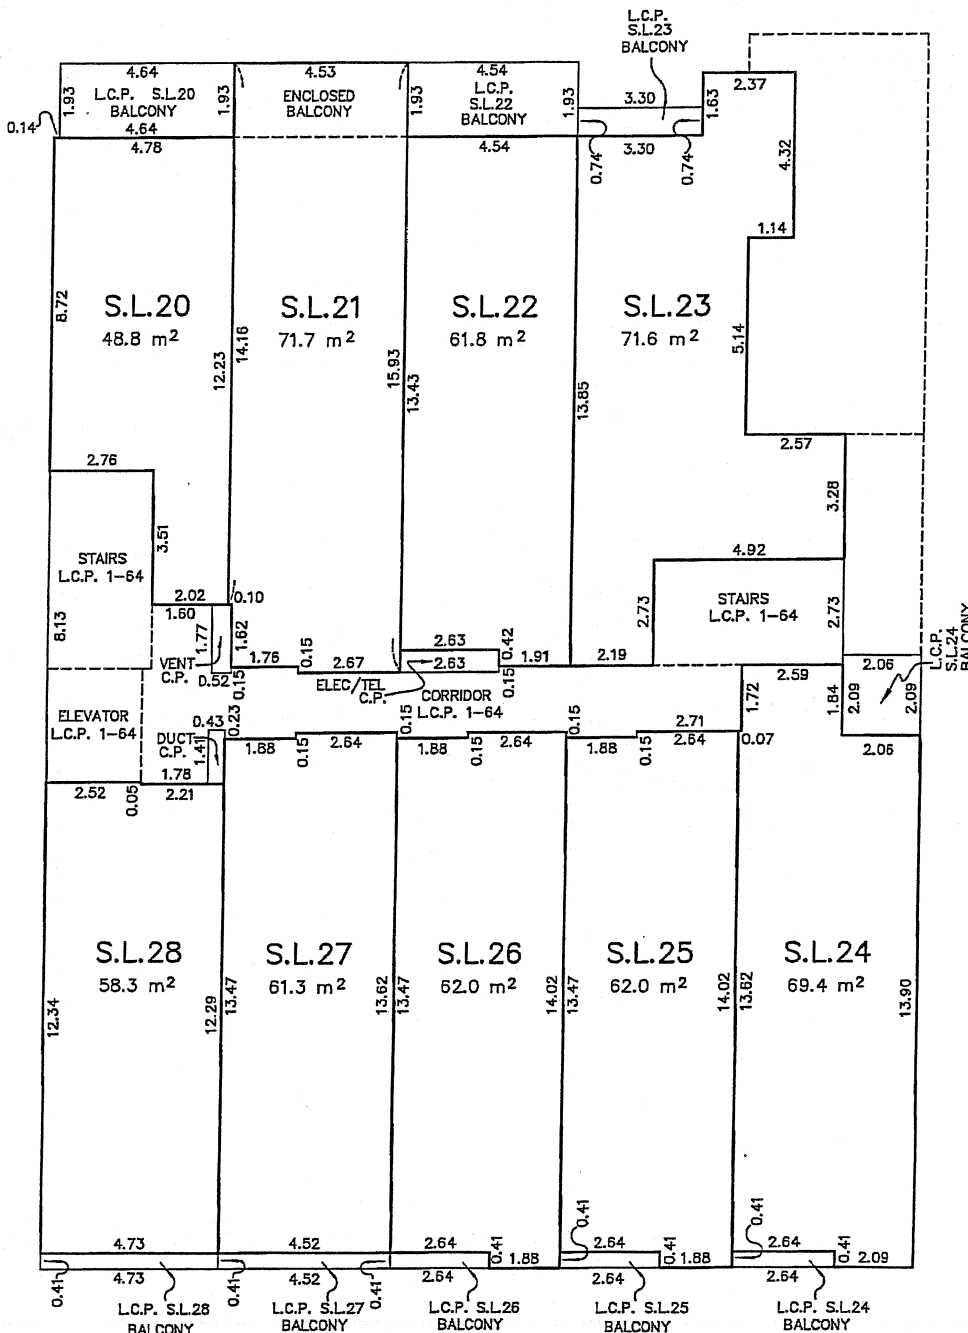 L.C.P.
S.L.23
BALCONY
4.64
4.53
4.54
3.30
2.37
1.93
L.C.P. S.L.20
BALCONY
1.93
ENCLOSED
BALCONY
1.93
L.C.P.
S.L.22
BALCONY
1.93
1.63
0.14
4.64
4.78
4.54
0.74
3.30
0.74
4.32
1.14
8.72
S.L.20
48.8 m²
12.23
14.16
S.L.21
71.7 m²
15.93
13.43
S.L.22
61.8 m²
13.85
S.L.23
71.6 m²
5.14
2.57
2.76
3.51
3.28
STAIRS
L.C.P. 1-64
4.92
8.13
2.02
0.10
1.60
1.77
1.62
STAIRS
L.C.P. 1-64
2.73
2.73
VENT
C.P.
0.52
0.15
1.76
0.15
2.67
2.63
0.42
2.63
0.15
1.91
2.19
ELEC/TEL
C.P.
CORRIDOR
L.C.P. 1-64
2.59
2.06
L.C.P.
S.L.24
BALCONY
1.72
1.84
2.09
2.09
ELEVATOR
L.C.P. 1-64
0.43
0.23
DUCT
C.P.
1.41
1.88
0.15
2.64
0.15
1.88
0.15
2.64
0.15
1.88
0.15
2.71
2.64
0.07
2.06
1.78
2.52
0.05
2.21
S.L.28
58.3 m²
12.34
12.29
S.L.27
61.3 m²
13.47
13.62
S.L.26
62.0 m²
13.47
14.02
S.L.25
62.0 m²
13.47
14.02
S.L.24
69.4 m²
13.62
13.90
4.73
4.52
2.64
0.41
1.88
0.41
2.64
0.41
1.88
0.41
2.64
0.41
2.09
0.41
4.73
0.41
4.52
0.41
2.64
2.64
2.64
L.C.P. S.L.28
BALCONY
L.C.P. S.L.27
BALCONY
L.C.P. S.L.26
BALCONY
L.C.P. S.L.25
BALCONY
L.C.P. S.L.24
BALCONY